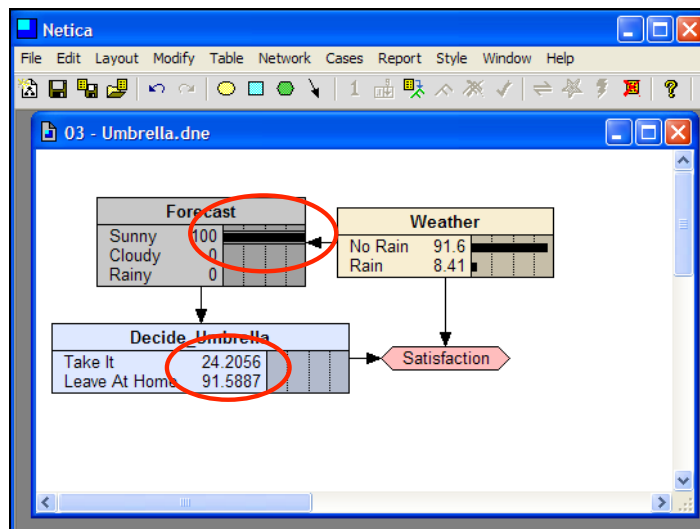 Netica
File Edit Layout Modify Table Network Cases Report Style Window Help
1 ?
03 - Umbrella.dne
Forecast
Sunny 100
Cloudy 0
Rainy 0
Weather
No Rain 91.6
Rain 8.41
Decide_Umbrella
Take It 24.2056
Leave At Home 91.5887
Satisfaction